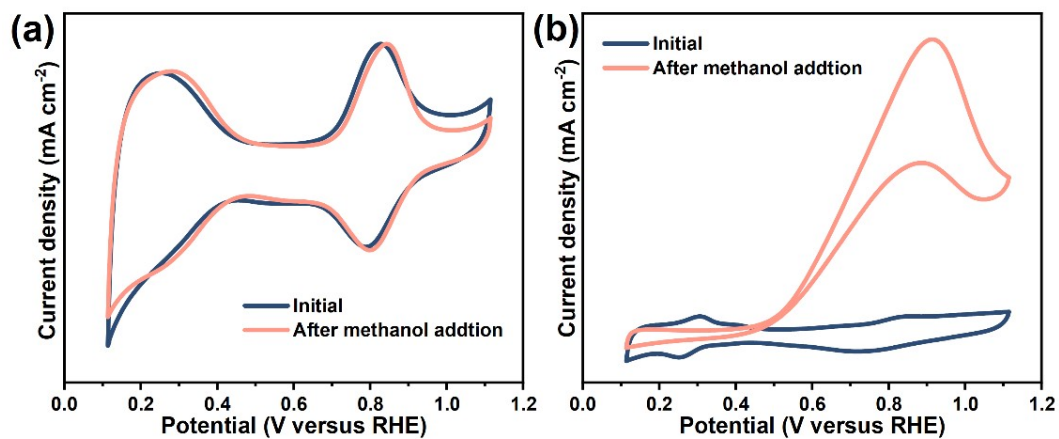 (a)
Current density (mA cm⁻²)
Initial
After methanol addtion
0.0 0.2 0.4 0.6 0.8 1.0 1.2
Potential (V versus RHE)
(b)
Current density (mA cm⁻²)
Initial
After methanol addtion
0.0 0.2 0.4 0.6 0.8 1.0 1.2
Potential (V versus RHE)